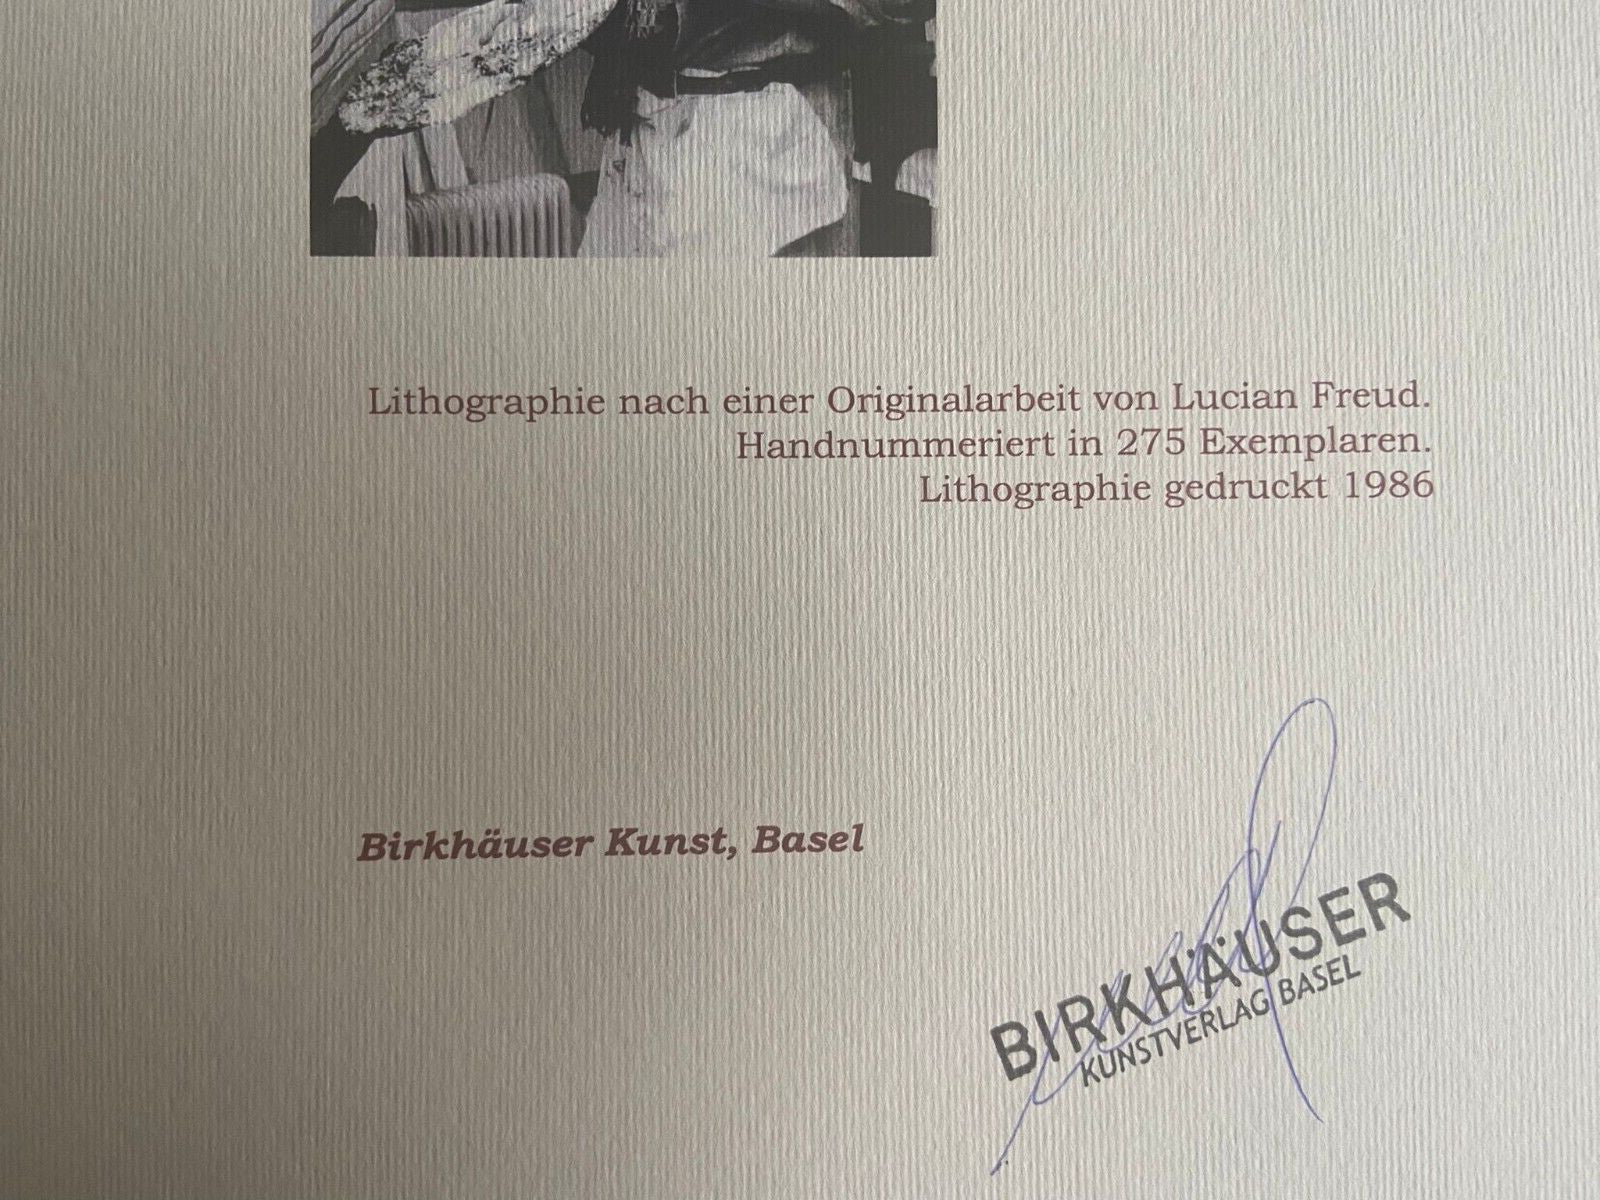 Lithographie nach einer Originalarbeit von Lucian Freud.
Handnummeriert in 275 Exemplaren.
Lithographie gedruckt 1986
Birkhäuser Kunst, Basel
BIRKHÄUSER
KUNSTVERLAG BASEL